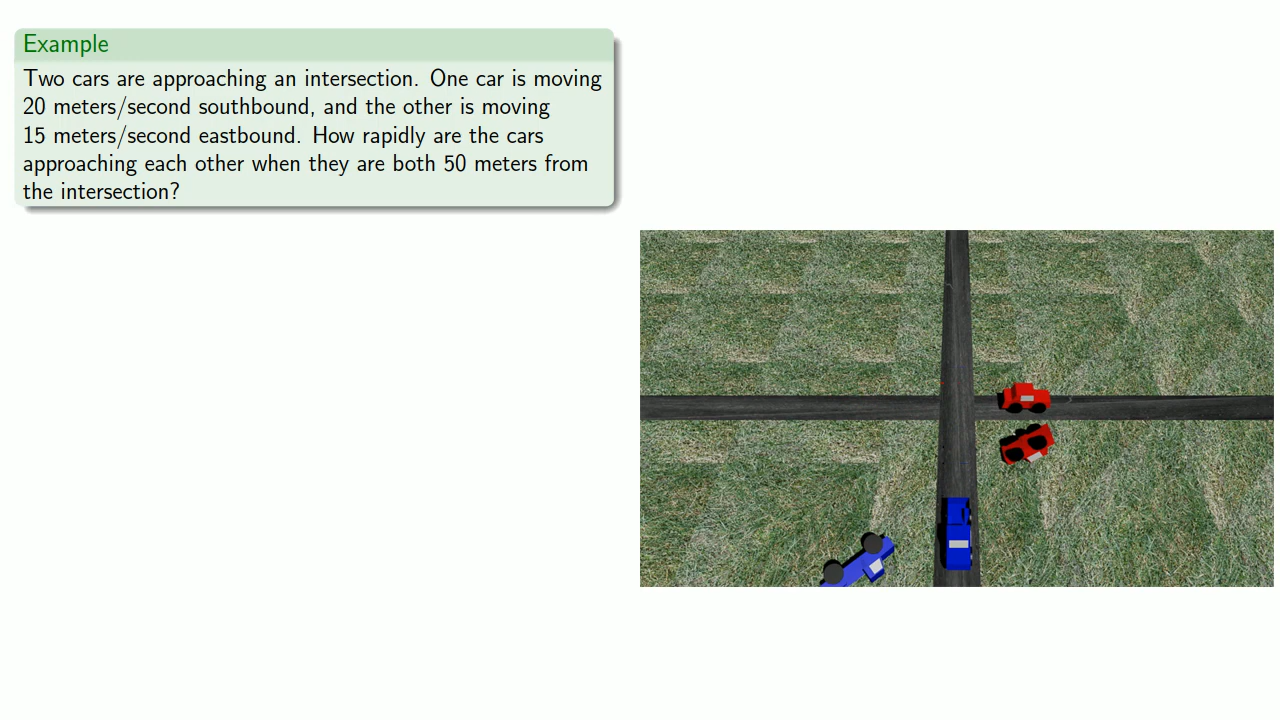 Example
Two cars are approaching an intersection. One car is moving
20 meters/second southbound, and the other is moving
15 meters/second eastbound. How rapidly are the cars
approaching each other when they are both 50 meters from
the intersection?